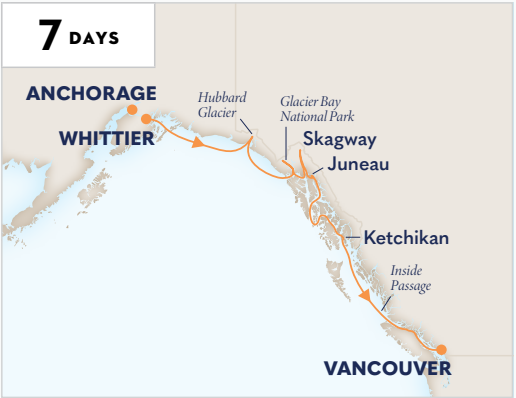 7 DAYS
ANCHORAGE
WHITTIER
Hubbard
Glacier
Glacier Bay
National Park
Skagway
Juneau
Ketchikan
Inside
Passage
VANCOUVER